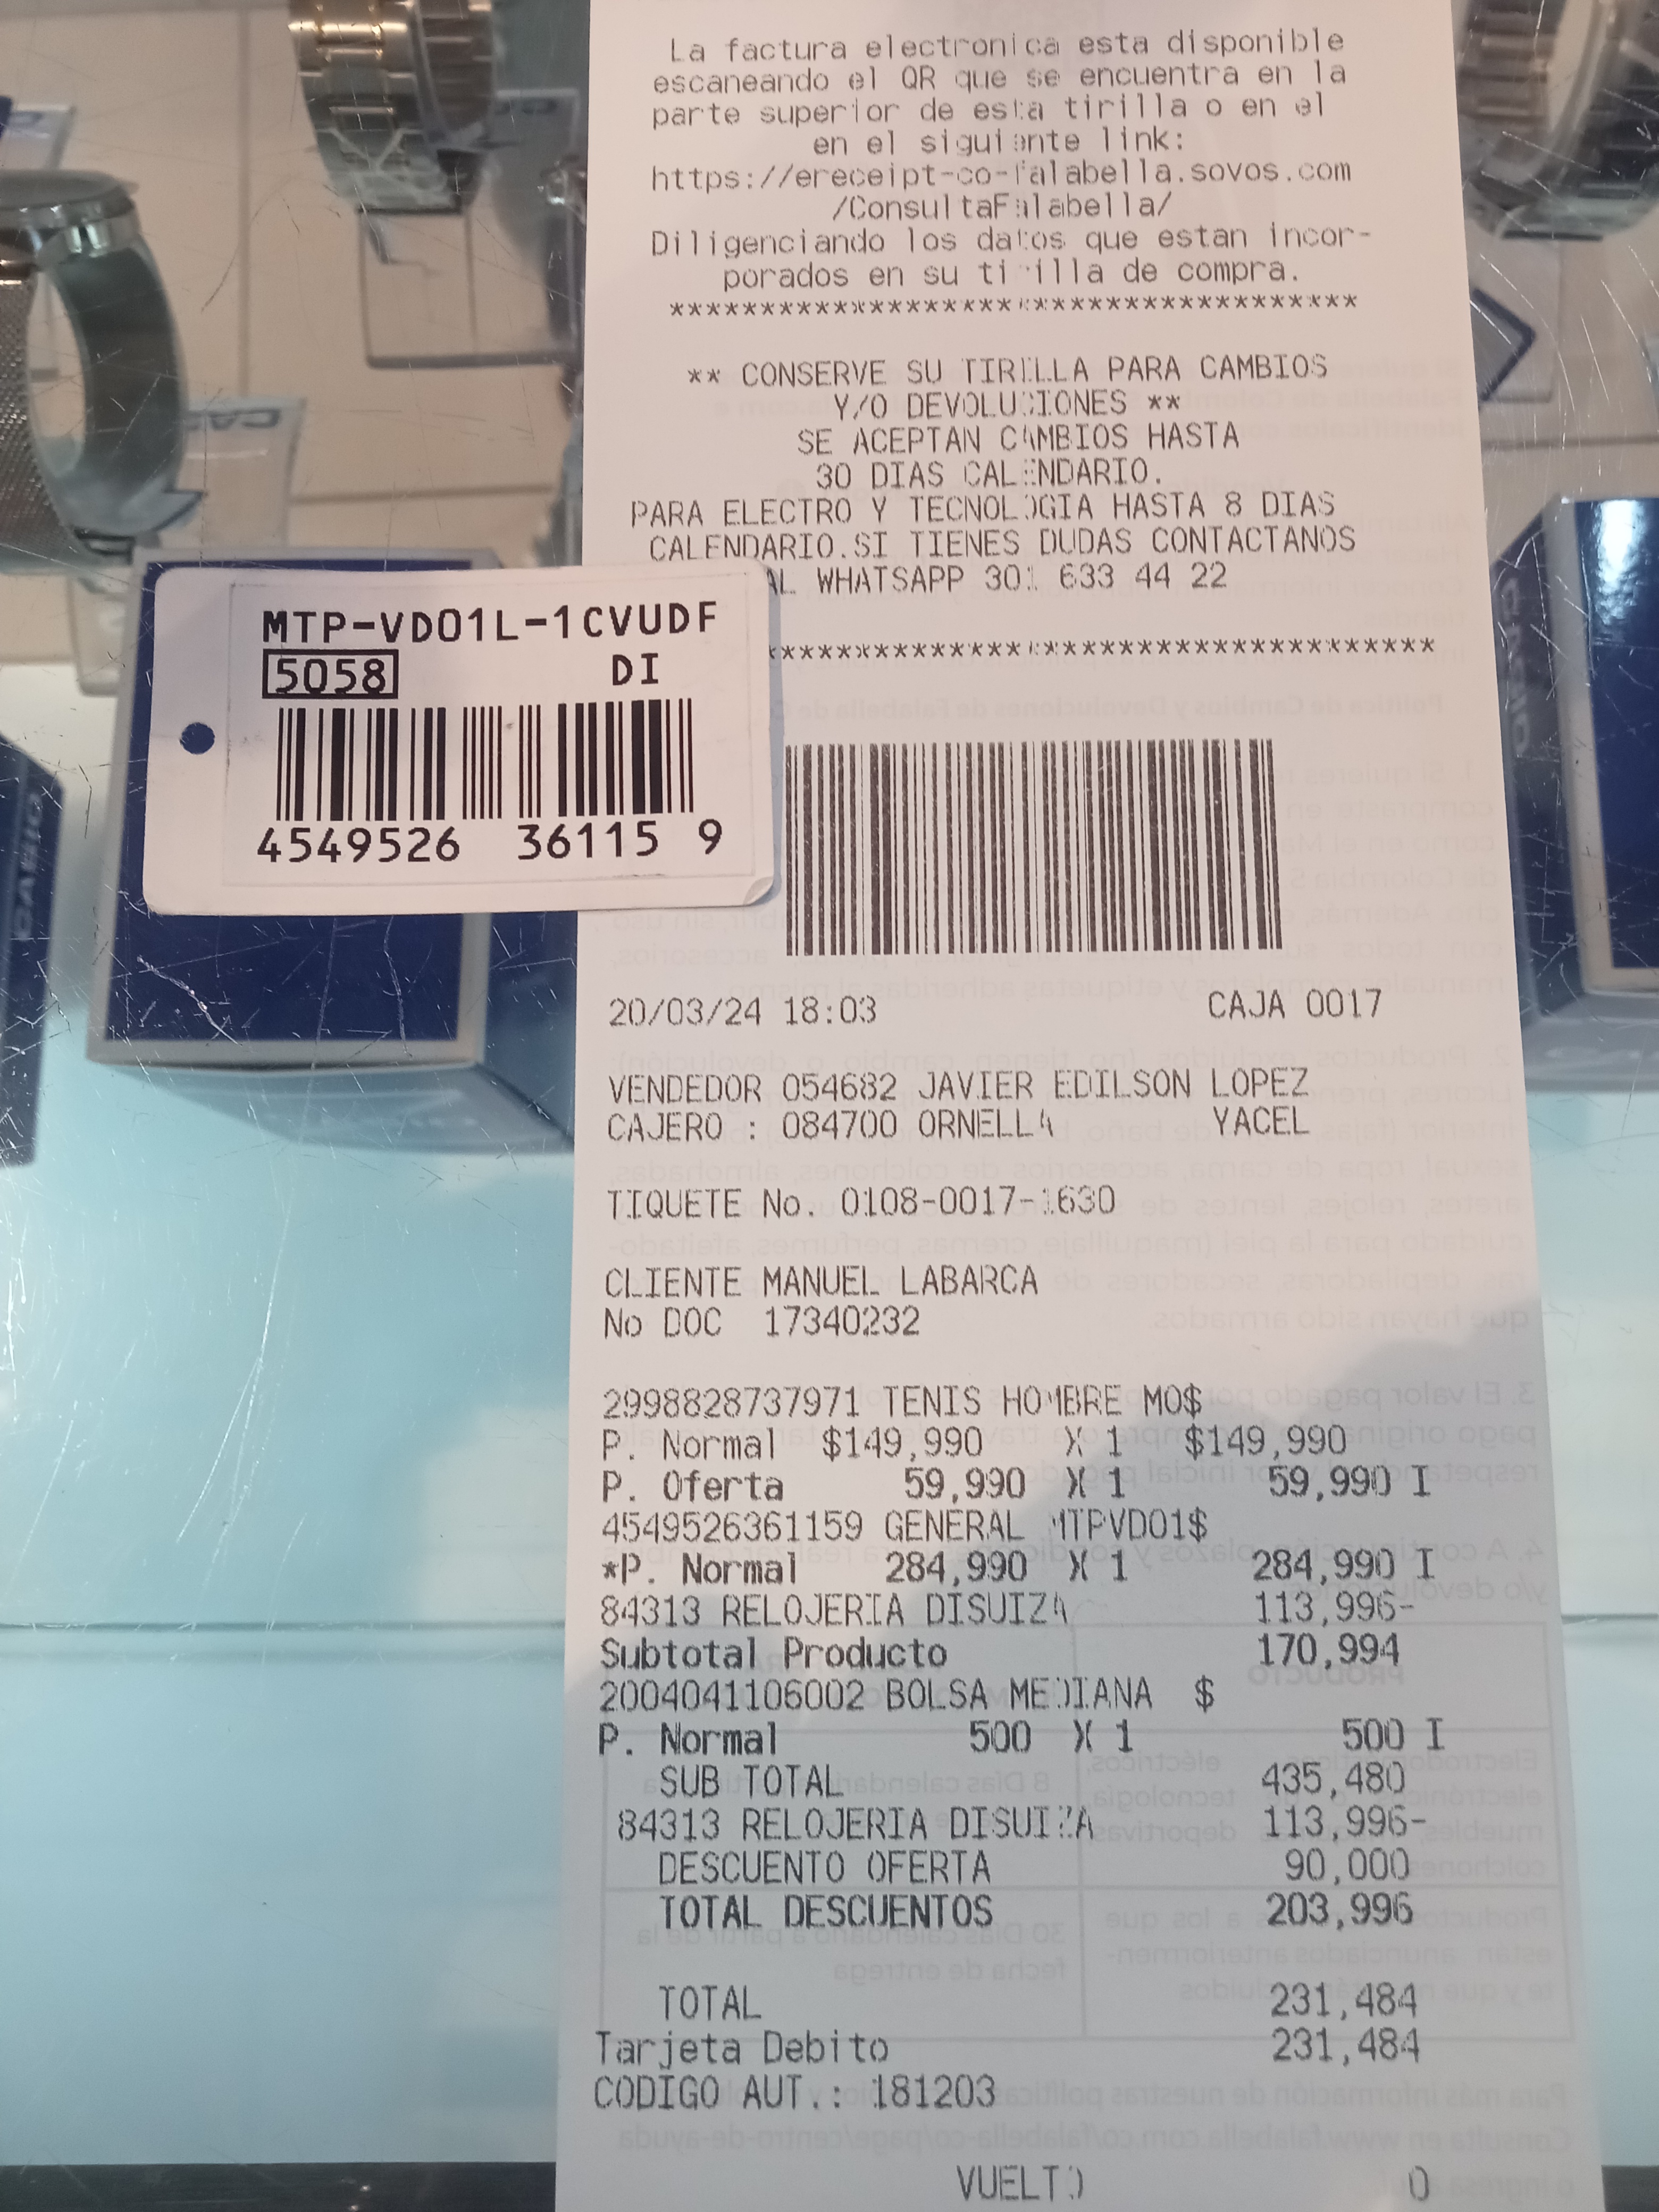 La factura electronica esta disponible
escaneando el QR que se encuentra en la
parte superior de esta tirilla o en el
en el siguiente link:
https://ereceipt-co-falabella.sovos.com
/ConsultaFalabella/
Diligenciando los datos que estan incor-
porados en su tirilla de compra.
** CONSERVE SU TIRILLA PARA CAMBIOS
Y/O DEVOLUCIONES **
SE ACEPTAN CAMBIOS HASTA
30 DIAS CALENDARIO.
PARA ELECTRO Y TECNOLOGIA HASTA 8 DIAS
CALENDARIO.SI TIENES DUDAS CONTACTANOS
AL WHATSAPP 301 633 44 22
MTP-VD01L-1CVUDF
5058 DI
4549526 36115 9
20/03/24 18:03 CAJA 0017
VENDEDOR 054682 JAVIER EDILSON LOPEZ
CAJERO : 084700 ORNELLA YACEL
TIQUETE No. 0108-0017-1630
CLIENTE MANUEL LABARCA
No DOC 17340232
2998828737971 TENIS HOMBRE MO$
P. Normal $149,990 X 1 $149,990
P. Oferta 59,990 X 1 59,990 I
4549526361159 GENERAL MTPVD01$
*P. Normal 284,990 X 1 284,990 I
84313 RELOJERIA DISUIZA 113,996-
Subtotal Producto 170,994
2004041106002 BOLSA MEDIANA $
P. Normal 500 X 1 500 I
SUB TOTAL 435,480
84313 RELOJERIA DISUIZA 113,996-
DESCUENTO OFERTA 90,000
TOTAL DESCUENTOS 203,996
TOTAL 231,484
Tarjeta Debito 231,484
CODIGO AUT.: 181203
VUELTO 0
CASIO